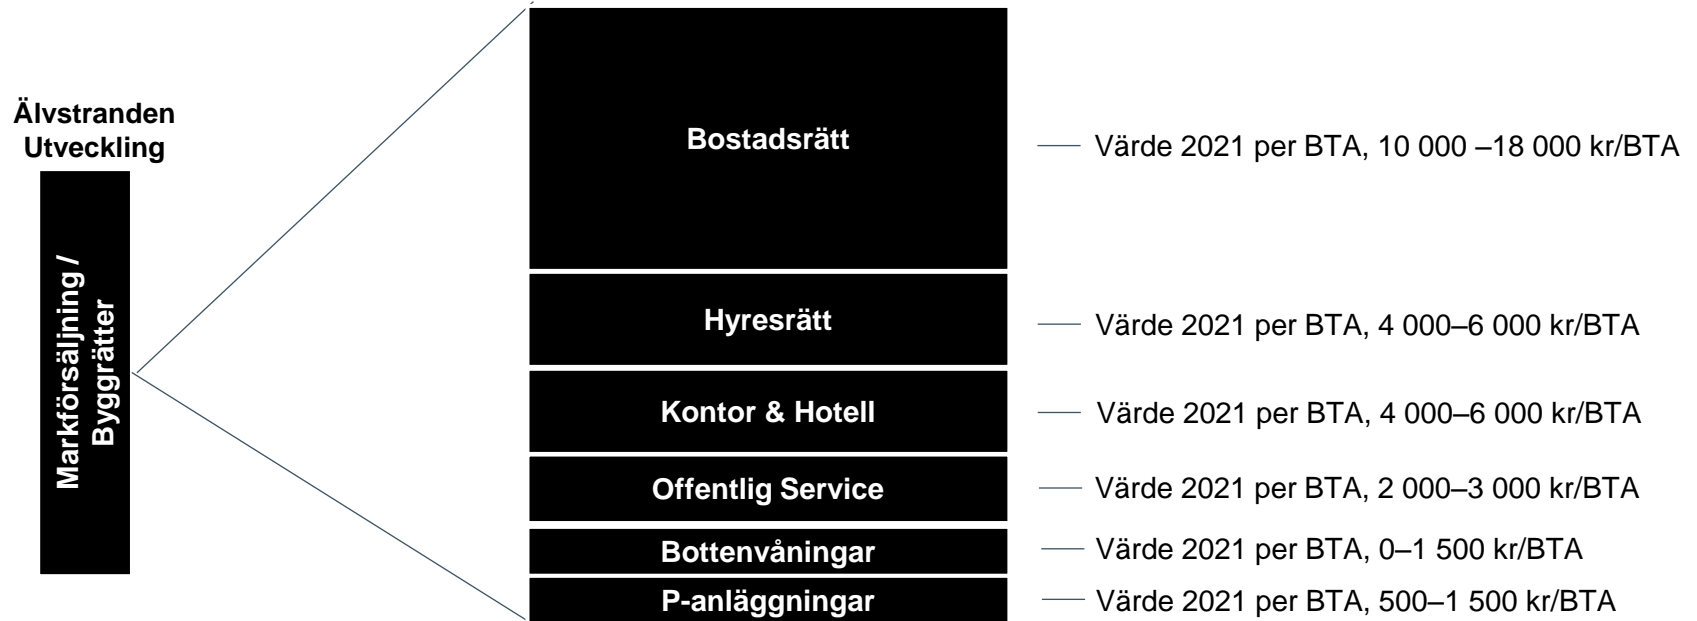 Älvstranden
Utveckling
Markförsäljning /
Byggrätter
Bostadsrätt
Värde 2021 per BTA, 10 000 –18 000 kr/BTA
Hyresrätt
Värde 2021 per BTA, 4 000–6 000 kr/BTA
Kontor & Hotell
Värde 2021 per BTA, 4 000–6 000 kr/BTA
Offentlig Service
Värde 2021 per BTA, 2 000–3 000 kr/BTA
Bottenvåningar
Värde 2021 per BTA, 0–1 500 kr/BTA
P-anläggningar
Värde 2021 per BTA, 500–1 500 kr/BTA